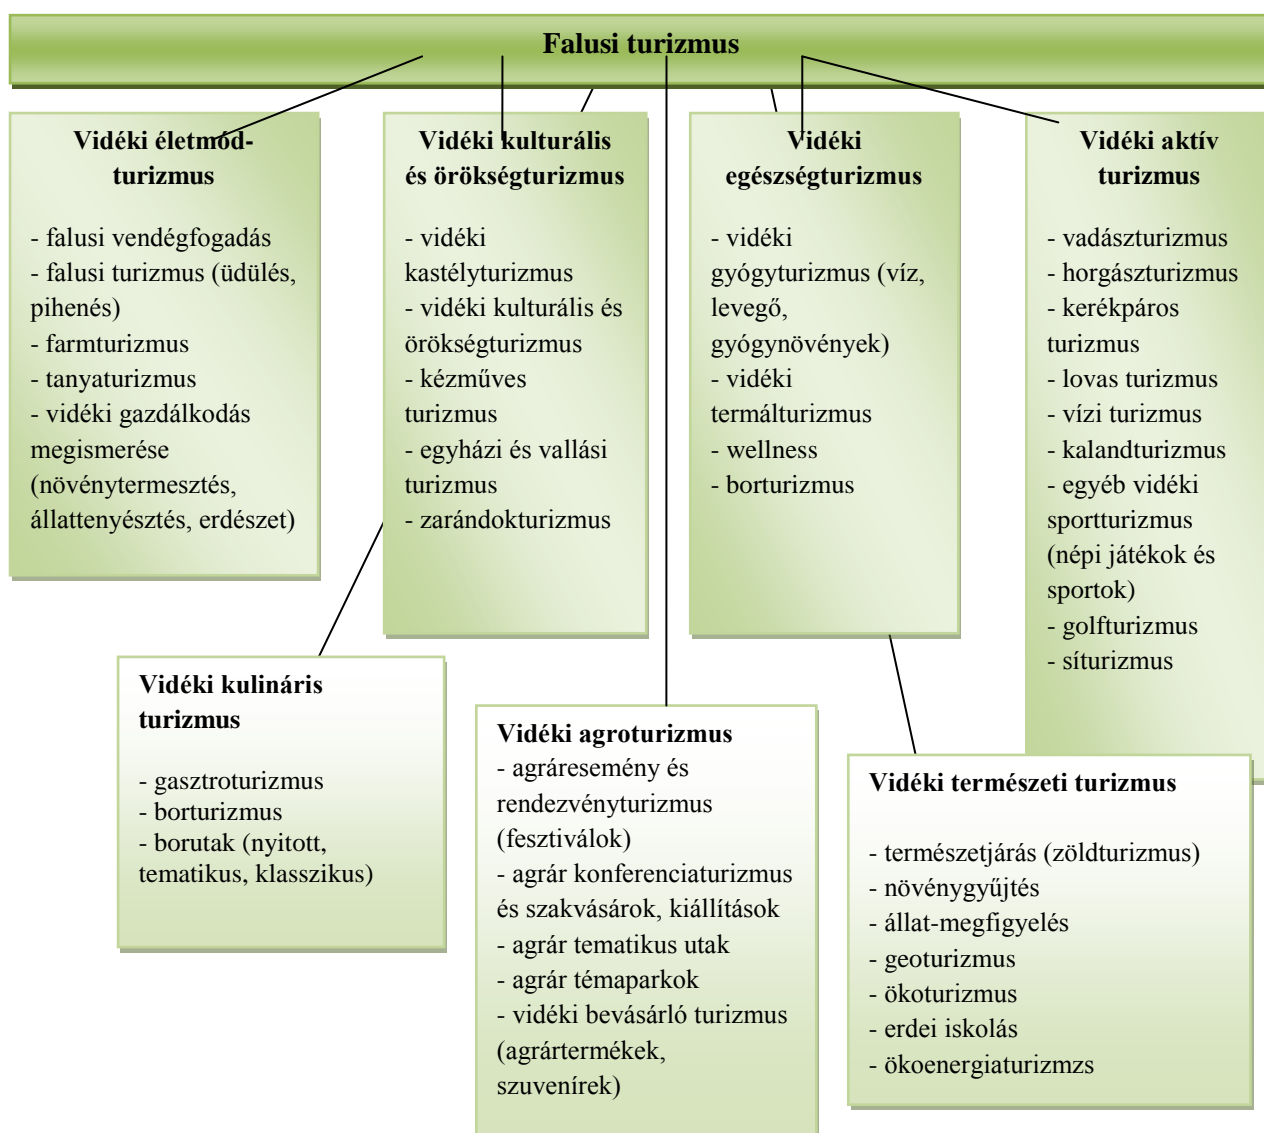 Falusi turizmus
Vidéki életmód-
turizmus
- falusi vendégfogadás
- falusi turizmus (üdülés,
pihenés)
- farmturizmus
- tanyaturizmus
- vidéki gazdálkodás
megismerése
(növénytermesztés,
állattenyésztés, erdészet)
Vidéki kulturális
és örökségturizmus
- vidéki
kastélyturizmus
- vidéki kulturális és
örökségturizmus
- kézműves
turizmus
- egyházi és vallási
turizmus
- zarándokturizmus
Vidéki
egészségturizmus
- vidéki
gyógyturizmus (víz,
levegő,
gyógynövények)
- vidéki
termálturizmus
- wellness
- borturizmus
Vidéki aktív
turizmus
- vadászturizmus
- horgászturizmus
- kerékpáros
turizmus
- lovas turizmus
- vízi turizmus
- kalandturizmus
- egyéb vidéki
sportturizmus
(népi játékok és
sportok)
- golfturizmus
- síturizmus
Vidéki kulináris
turizmus
- gasztroturizmus
- borturizmus
- borutak (nyitott,
tematikus, klasszikus)
Vidéki agroturizmus
- agráresemény és
rendezvényturizmus
(fesztiválok)
- agrár konferenciaturizmus
és szakvásárok, kiállítások
- agrár tematikus utak
- agrár témaparkok
- vidéki bevásárló turizmus
(agrártermékek,
szuvenírek)
Vidéki természeti turizmus
- természetjárás (zöldturizmus)
- növénygyűjtés
- állat-megfigyelés
- geoturizmus
- ökoturizmus
- erdei iskolás
- ökoenergiaturizmzs